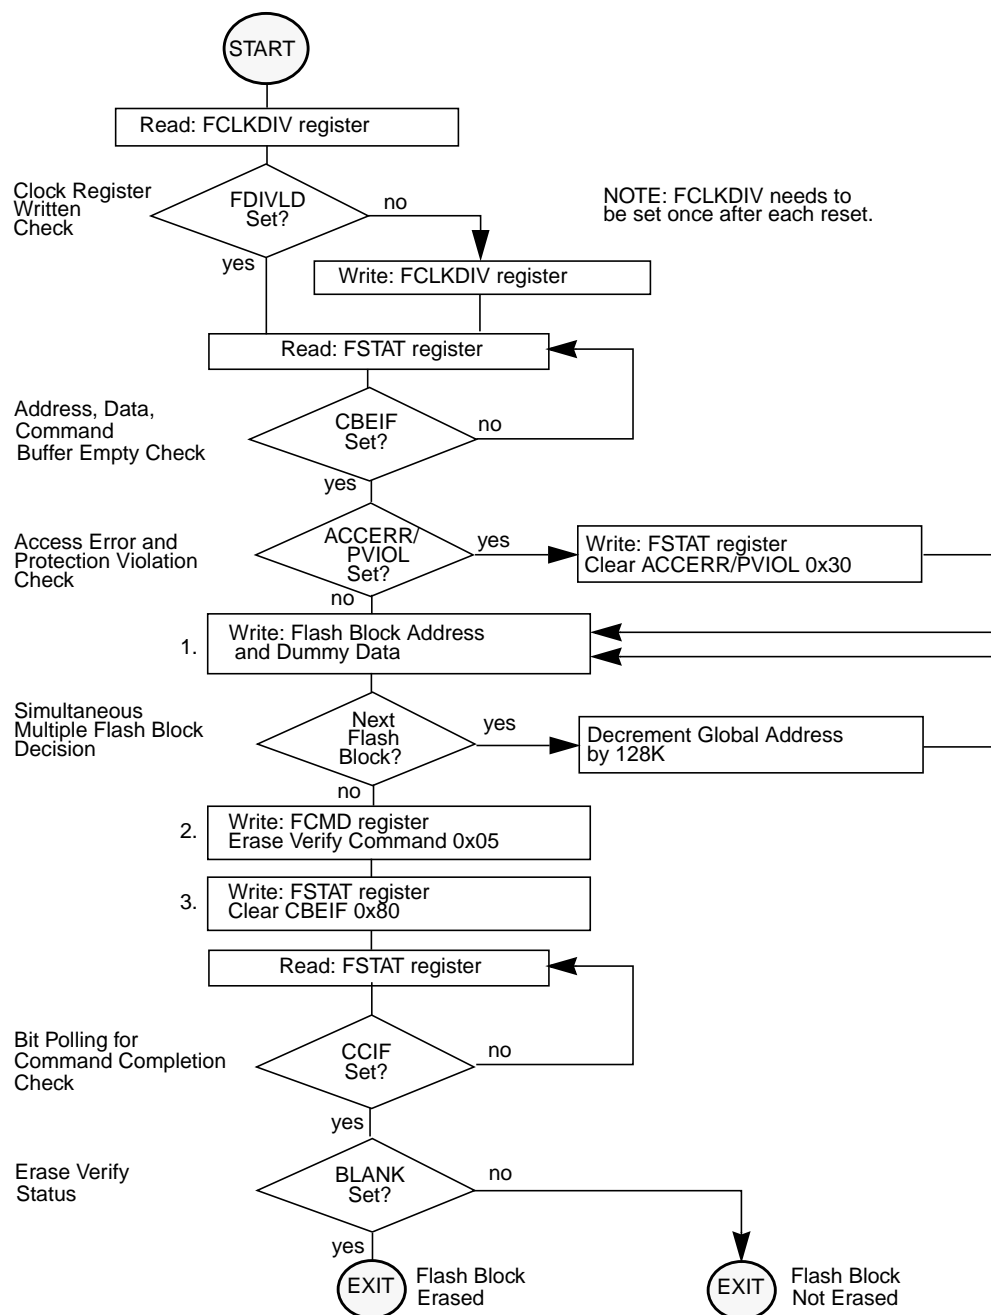 START
Read: FCLKDIV register
Clock Register
Written
Check
FDIVLD
Set?
no
NOTE: FCLKDIV needs to
be set once after each reset.
yes
Write: FCLKDIV register
Read: FSTAT register
Address, Data,
Command
Buffer Empty Check
CBEIF
Set?
no
yes
Access Error and
Protection Violation
Check
ACCERR/
PVIOL
Set?
yes
Write: FSTAT register
Clear ACCERR/PVIOL 0x30
no
1.
Write: Flash Block Address
and Dummy Data
Simultaneous
Multiple Flash Block
Decision
Next
Flash
Block?
yes
Decrement Global Address
by 128K
no
2.
Write: FCMD register
Erase Verify Command 0x05
3.
Write: FSTAT register
Clear CBEIF 0x80
Read: FSTAT register
Bit Polling for
Command Completion
Check
CCIF
Set?
no
yes
Erase Verify
Status
BLANK
Set?
no
yes
EXIT
Flash Block
Erased
EXIT
Flash Block
Not Erased